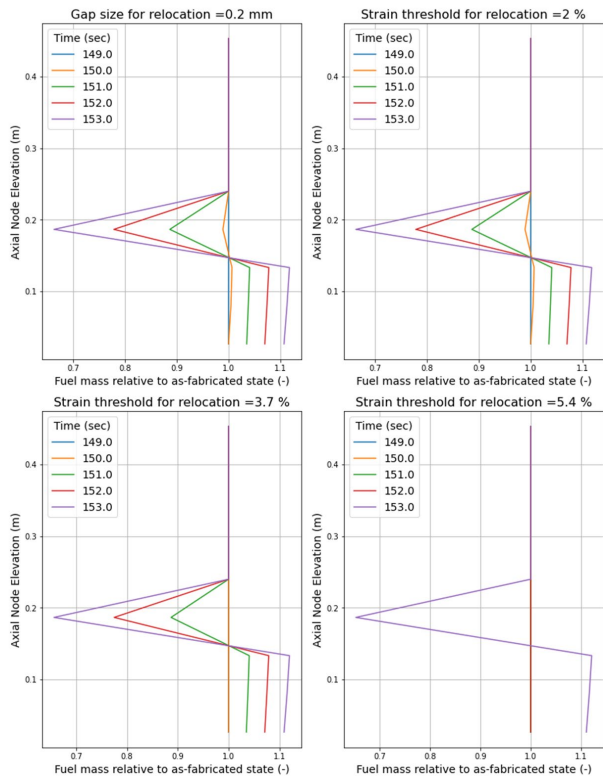 Gap size for relocation =0.2 mm
Time (sec)
149.0
150.0
151.0
152.0
153.0
0.4
0.3
0.2
0.1
Axial Node Elevation (m)
0.7 0.8 0.9 1.0 1.1
Fuel mass relative to as-fabricated state (-)
Strain threshold for relocation =2 %
Time (sec)
149.0
150.0
151.0
152.0
153.0
0.4
0.3
0.2
0.1
Axial Node Elevation (m)
0.7 0.8 0.9 1.0 1.1
Fuel mass relative to as-fabricated state (-)
Strain threshold for relocation =3.7 %
Time (sec)
149.0
150.0
151.0
152.0
153.0
0.4
0.3
0.2
0.1
Axial Node Elevation (m)
0.7 0.8 0.9 1.0 1.1
Fuel mass relative to as-fabricated state (-)
Strain threshold for relocation =5.4 %
Time (sec)
149.0
150.0
151.0
152.0
153.0
0.4
0.3
0.2
0.1
Axial Node Elevation (m)
0.7 0.8 0.9 1.0 1.1
Fuel mass relative to as-fabricated state (-)